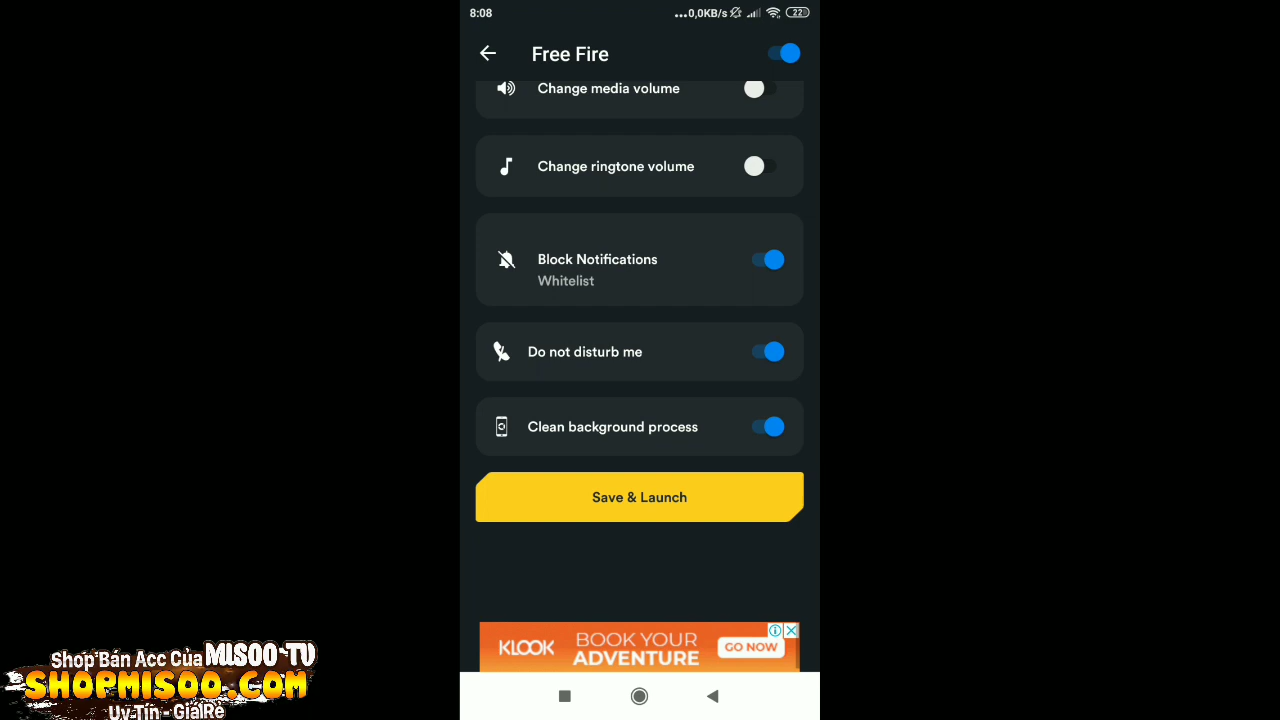 8:08
...0,0KB/s
22
Free Fire
Change media volume
Change ringtone volume
Block Notifications
Whitelist
Do not disturb me
Clean background process
Save & Launch
KLOOK
BOOK YOUR
ADVENTURE
GO NOW
Shop Bán Acc Của MISOO TV
SHOPMISOO.COM
Uy Tín - Giá Rẻ